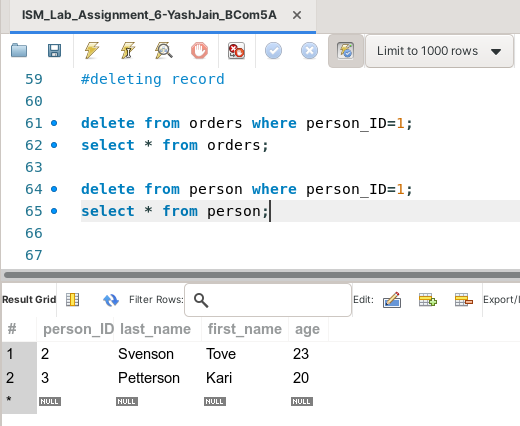 ISM_Lab_Assignment_6-YashJain_BCom5A ×
Limit to 1000 rows
59 #deleting record
60
61 delete from orders where person_ID=1;
62 select * from orders;
63
64 delete from person where person_ID=1;
65 select * from person;
66
67
Result Grid Filter Rows: Edit: Export/I
# person_ID last_name first_name age
1 2 Svenson Tove 23
2 3 Petterson Kari 20
* NULL NULL NULL NULL